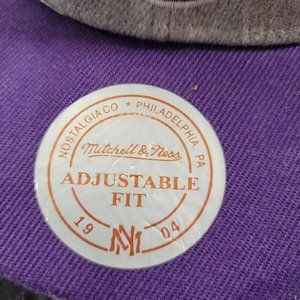 NOSTALGIA CO * PHILADELPHIA, PA
Mitchell & Ness
ADJUSTABLE
FIT
19 04